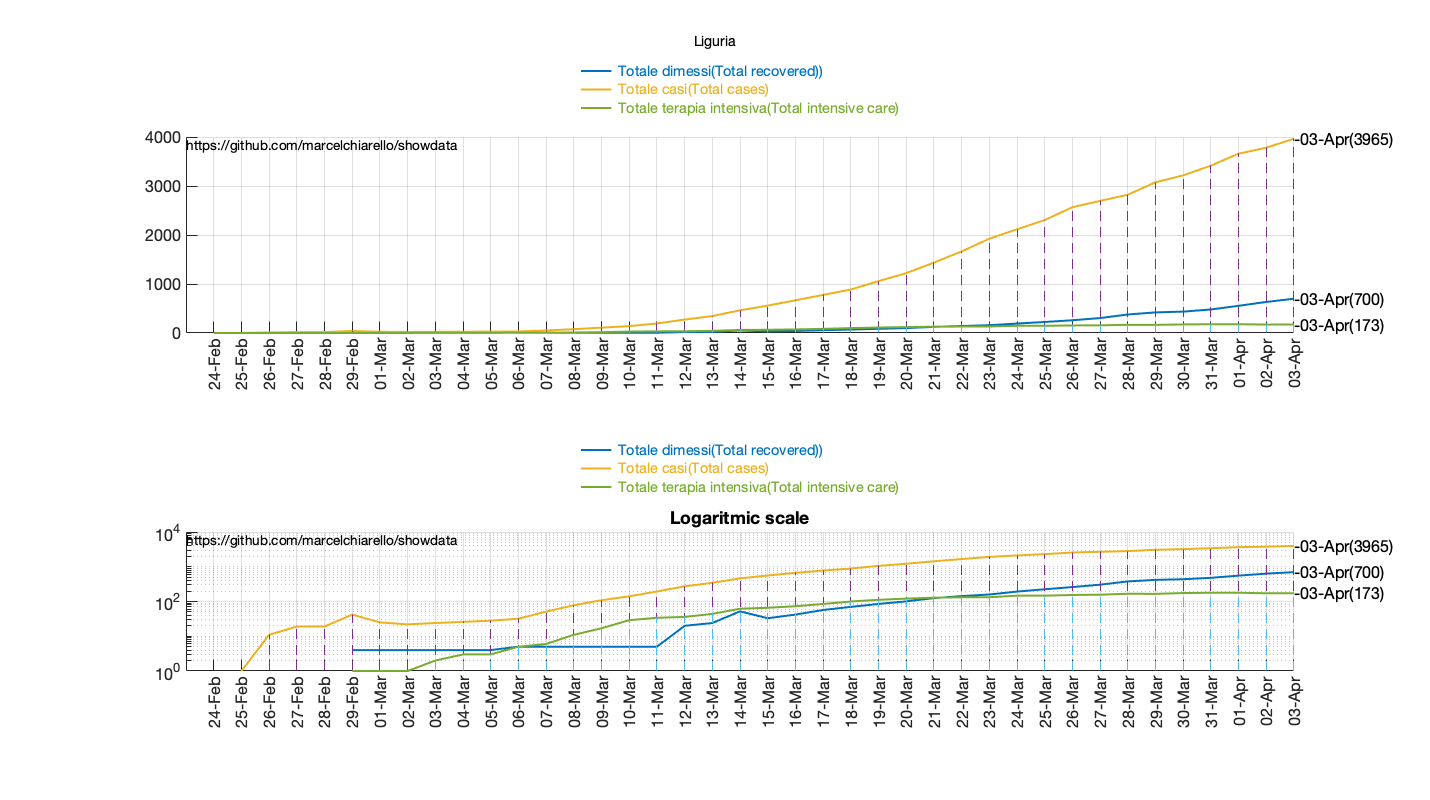 Liguria
Totale dimessi(Total recovered))
Totale casi(Total cases)
Totale terapia intensiva(Total intensive care)
https://github.com/marcelchiarello/showdata
4000
3000
2000
1000
0
-03-Apr(3965)
-03-Apr(700)
-03-Apr(173)
24-Feb
25-Feb
26-Feb
27-Feb
28-Feb
29-Feb
01-Mar
02-Mar
03-Mar
04-Mar
05-Mar
06-Mar
07-Mar
08-Mar
09-Mar
10-Mar
11-Mar
12-Mar
13-Mar
14-Mar
15-Mar
16-Mar
17-Mar
18-Mar
19-Mar
20-Mar
21-Mar
22-Mar
23-Mar
24-Mar
25-Mar
26-Mar
27-Mar
28-Mar
29-Mar
30-Mar
31-Mar
01-Apr
02-Apr
03-Apr
Totale dimessi(Total recovered))
Totale casi(Total cases)
Totale terapia intensiva(Total intensive care)
Logaritmic scale
https://github.com/marcelchiarello/showdata
10^4
10^2
10^0
-03-Apr(3965)
-03-Apr(700)
-03-Apr(173)
24-Feb
25-Feb
26-Feb
27-Feb
28-Feb
29-Feb
01-Mar
02-Mar
03-Mar
04-Mar
05-Mar
06-Mar
07-Mar
08-Mar
09-Mar
10-Mar
11-Mar
12-Mar
13-Mar
14-Mar
15-Mar
16-Mar
17-Mar
18-Mar
19-Mar
20-Mar
21-Mar
22-Mar
23-Mar
24-Mar
25-Mar
26-Mar
27-Mar
28-Mar
29-Mar
30-Mar
31-Mar
01-Apr
02-Apr
03-Apr